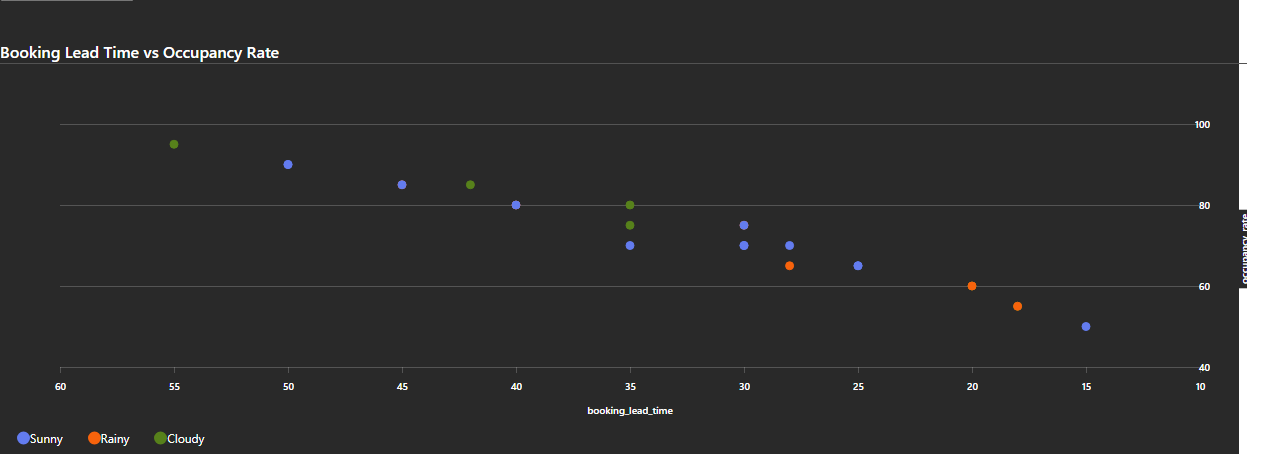 Booking Lead Time vs Occupancy Rate
100
80
60
40
occupancy_rate
60 55 50 45 40 35 30 25 20 15 10
booking_lead_time
Sunny Rainy Cloudy